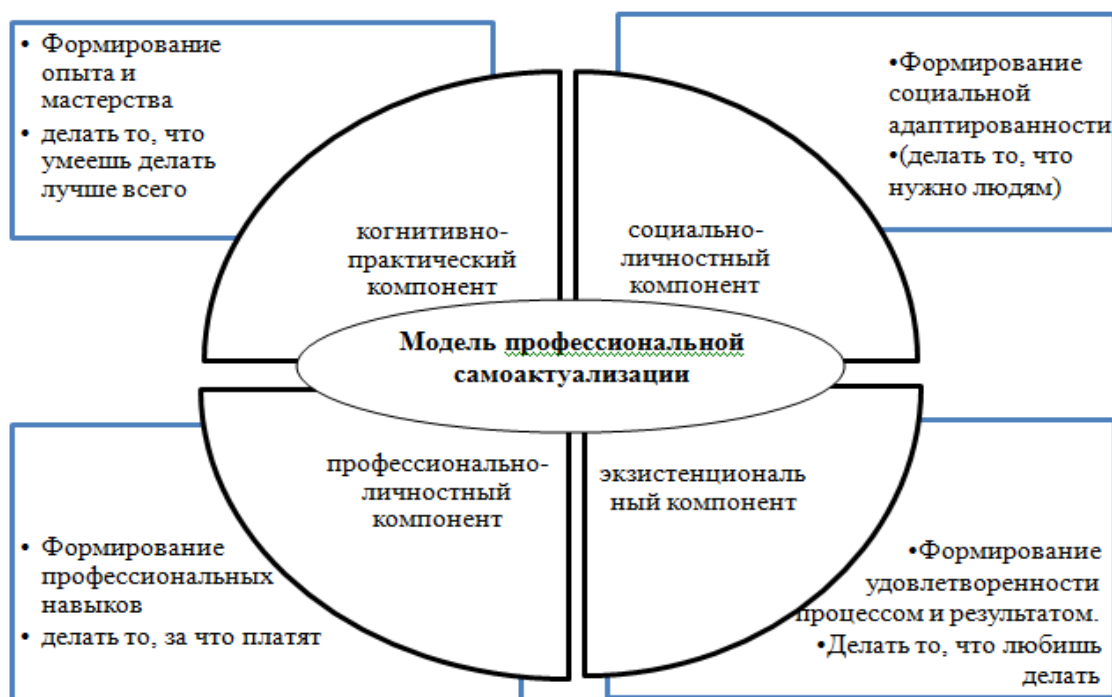 • Формирование
опыта и
мастерства
• делать то, что
умеешь делать
лучше всего
•Формирование
социальной
адаптированности
•(делать то, что
нужно людям)
когнитивно-
практический
компонент
социально-
личностный
компонент
Модель профессиональной
самоактуализации
профессионально-
личностный
компонент
экзистенциональ
ный компонент
• Формирование
профессиональных
навыков
• делать то, за что платят
•Формирование
удовлетворенности
процессом и результатом.
•Делать то, что любишь
делать